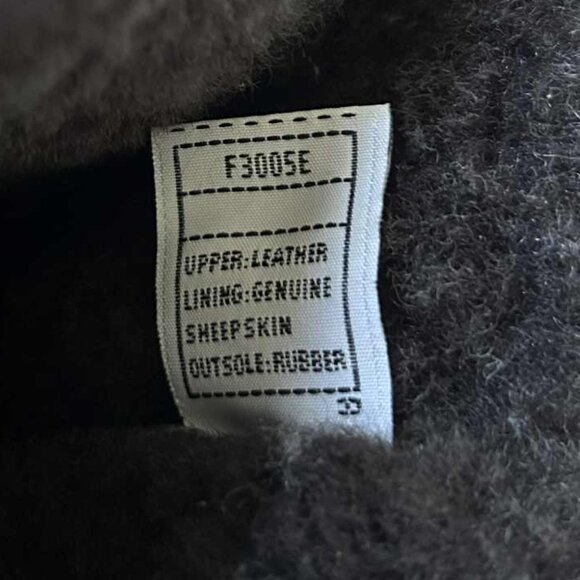 F3005E
UPPER:LEATHER
LINING:GENUINE
SHEEPSKIN
OUTSOLE:RUBBER